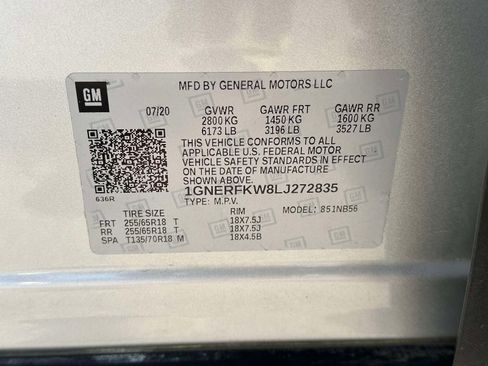 GM
MFD BY GENERAL MOTORS LLC
07/20 GVWR GAWR FRT GAWR RR
2800 KG 1450 KG 1600 KG
6173 LB 3196 LB 3527 LB
THIS VEHICLE CONFORMS TO ALL
APPLICABLE U.S. FEDERAL MOTOR
VEHICLE SAFETY STANDARDS IN EFFECT
ON THE DATE OF MANUFACTURE SHOWN ABOVE.
1GNERFKW8LJ272835
636R
TYPE: M.P.V.
TIRE SIZE RIM MODEL: 851NB56
FRT 255/65R18 T 18X7.5J
RR 255/65R18 T 18X7.5J
SPA T135/70R18 M 18X4.5B